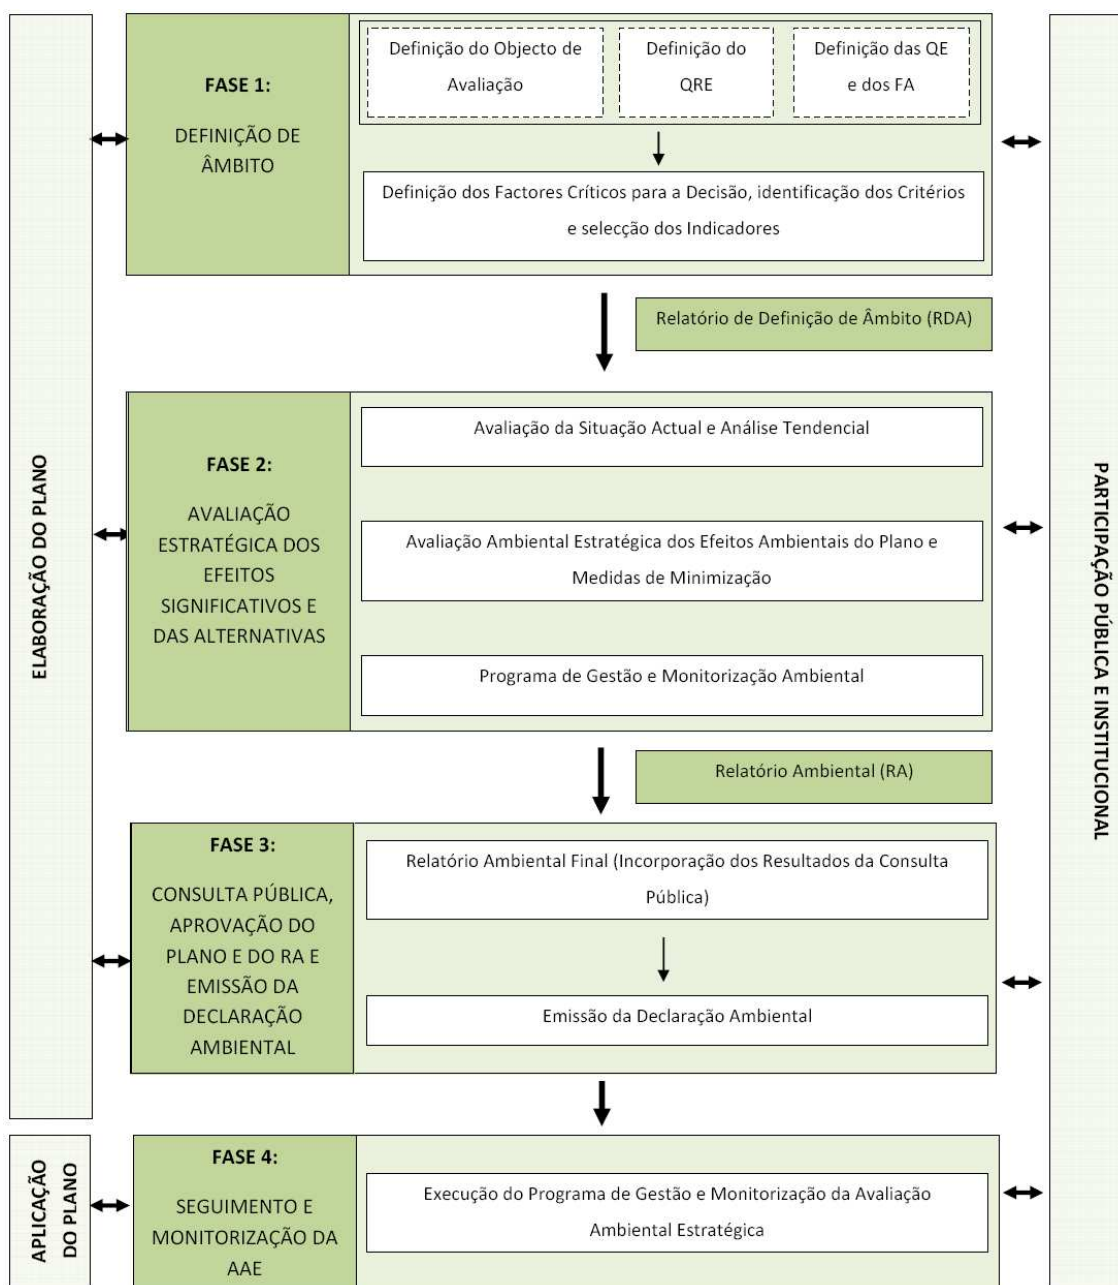 FASE 1:
DEFINIÇÃO DE
ÂMBITO
Definição do Objecto de
Avaliação
Definição do
QRE
Definição das QE
e dos FA
Definição dos Factores Críticos para a Decisão, identificação dos Critérios
e selecção dos Indicadores
Relatório de Definição de Âmbito (RDA)
ELABORAÇÃO DO PLANO
FASE 2:
AVALIAÇÃO
ESTRATÉGICA DOS
EFEITOS
SIGNIFICATIVOS E
DAS ALTERNATIVAS
Avaliação da Situação Actual e Análise Tendencial
Avaliação Ambiental Estratégica dos Efeitos Ambientais do Plano e
Medidas de Minimização
Programa de Gestão e Monitorização Ambiental
PARTICIPAÇÃO PÚBLICA E INSTITUCIONAL
Relatório Ambiental (RA)
FASE 3:
CONSULTA PÚBLICA,
APROVAÇÃO DO
PLANO E DO RA E
EMISSÃO DA
DECLARAÇÃO
AMBIENTAL
Relatório Ambiental Final (Incorporação dos Resultados da Consulta
Pública)
Emissão da Declaração Ambiental
APLICAÇÃO
DO PLANO
FASE 4:
SEGUIMENTO E
MONITORIZAÇÃO DA
AAE
Execução do Programa de Gestão e Monitorização da Avaliação
Ambiental Estratégica